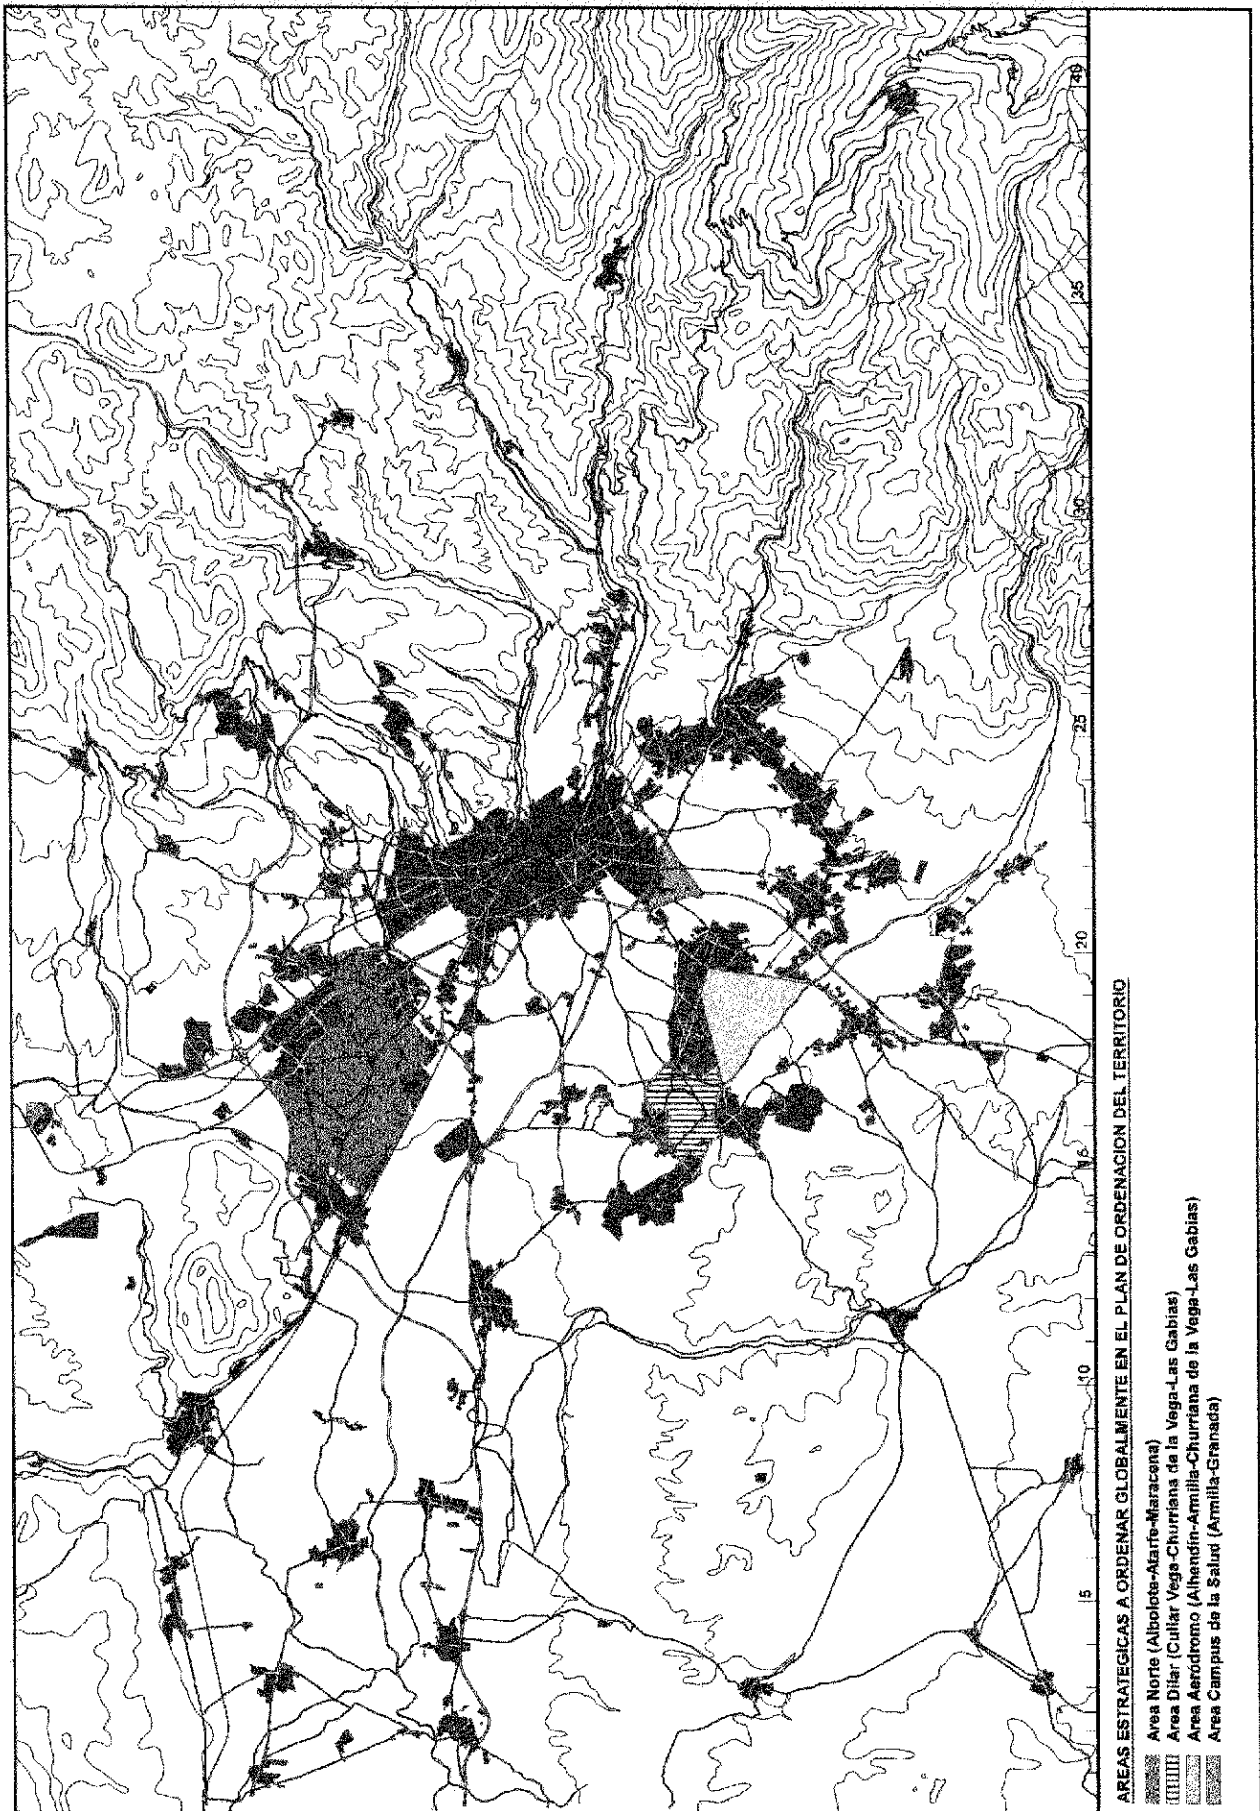 AREAS ESTRATEGICAS A ORDENAR GLOBALMENTE EN EL PLAN DE ORDENACION DEL TERRITORIO
Area Norte (Albolote-Atarfe-Maracena)
Area Dílar (Cullar Vega-Churriana de la Vega-Las Gabias)
Area Aeródromo (Alhendín-Armilla-Churriana de la Vega-Las Gabias)
Area Campus de la Salud (Armilla-Granada)
5
10
15
20
25
30
35
40